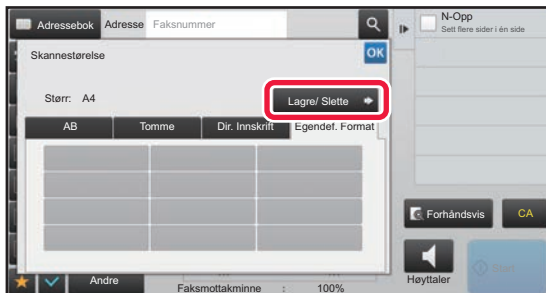 Adressebok Adresse Faksnummer
N-Opp
Sett flere sider i én side
Skannestørelse
OK
Størr: A4
Lagre/ Slette
AB Tomme Dir. Innskrift Egendef. Format
Forhåndsvis CA
Høyttaler Start
Andre
Faksmottakminne : 100%